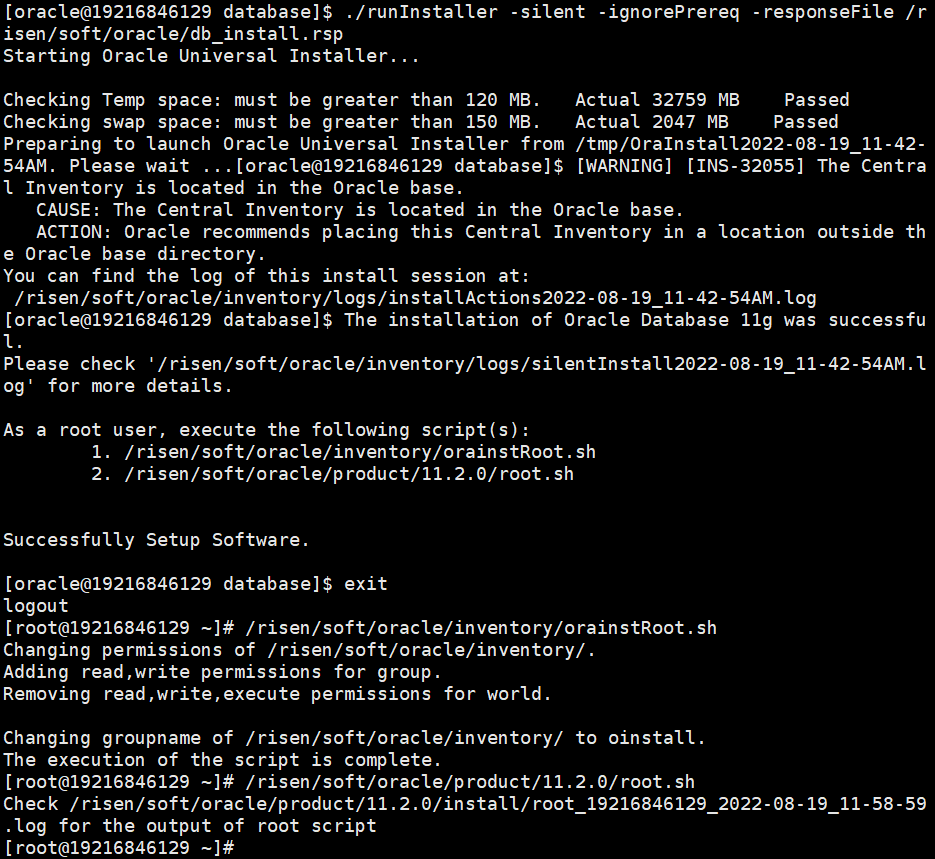 [oracle@19216846129 database]$ ./runInstaller -silent -ignorePrereq -responseFile /r
isen/soft/oracle/db_install.rsp
Starting Oracle Universal Installer...
Checking Temp space: must be greater than 120 MB.   Actual 32759 MB    Passed
Checking swap space: must be greater than 150 MB.   Actual 2047 MB    Passed
Preparing to launch Oracle Universal Installer from /tmp/OraInstall2022-08-19_11-42-
54AM. Please wait ...[oracle@19216846129 database]$ [WARNING] [INS-32055] The Centra
l Inventory is located in the Oracle base.
   CAUSE: The Central Inventory is located in the Oracle base.
   ACTION: Oracle recommends placing this Central Inventory in a location outside th
e Oracle base directory.
You can find the log of this install session at:
 /risen/soft/oracle/inventory/logs/installActions2022-08-19_11-42-54AM.log
[oracle@19216846129 database]$ The installation of Oracle Database 11g was successfu
l.
Please check '/risen/soft/oracle/inventory/logs/silentInstall2022-08-19_11-42-54AM.l
og' for more details.
As a root user, execute the following script(s):
        1. /risen/soft/oracle/inventory/orainstRoot.sh
        2. /risen/soft/oracle/product/11.2.0/root.sh
Successfully Setup Software.
[oracle@19216846129 database]$ exit
logout
[root@19216846129 ~]# /risen/soft/oracle/inventory/orainstRoot.sh
Changing permissions of /risen/soft/oracle/inventory/.
Adding read,write permissions for group.
Removing read,write,execute permissions for world.
Changing groupname of /risen/soft/oracle/inventory/ to oinstall.
The execution of the script is complete.
[root@19216846129 ~]# /risen/soft/oracle/product/11.2.0/root.sh
Check /risen/soft/oracle/product/11.2.0/install/root_19216846129_2022-08-19_11-58-59
.log for the output of root script
[root@19216846129 ~]#